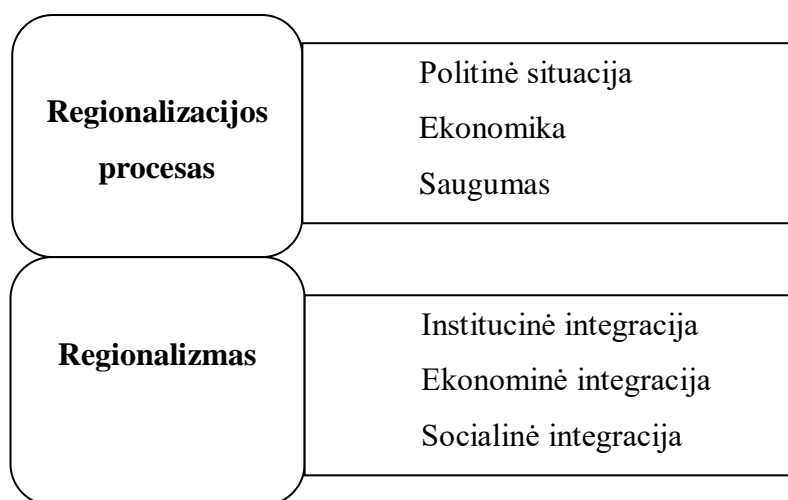 Regionalizacijos
procesas
Politinė situacija
Ekonomika
Saugumas
Regionalizmas
Institucinė integracija
Ekonominė integracija
Socialinė integracija